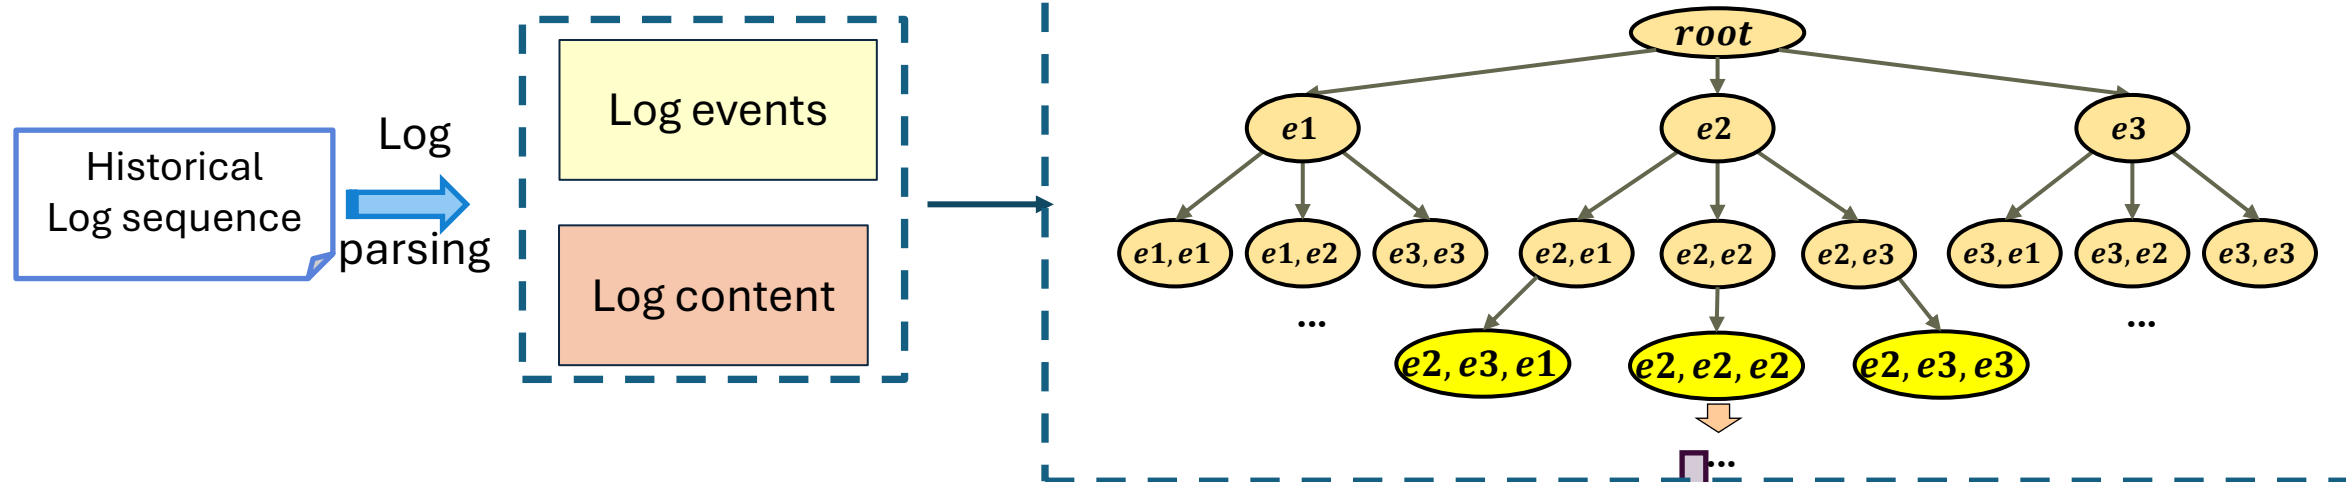 Historical
Log sequence
Log
parsing
Log events
Log content
root
e1
e2
e3
e1, e1
e1, e2
e3, e3
e2, e1
e2, e2
e2, e3
e3, e1
e3, e2
e3, e3
...
...
e2, e3, e1
e2, e2, e2
e2, e3, e3
...